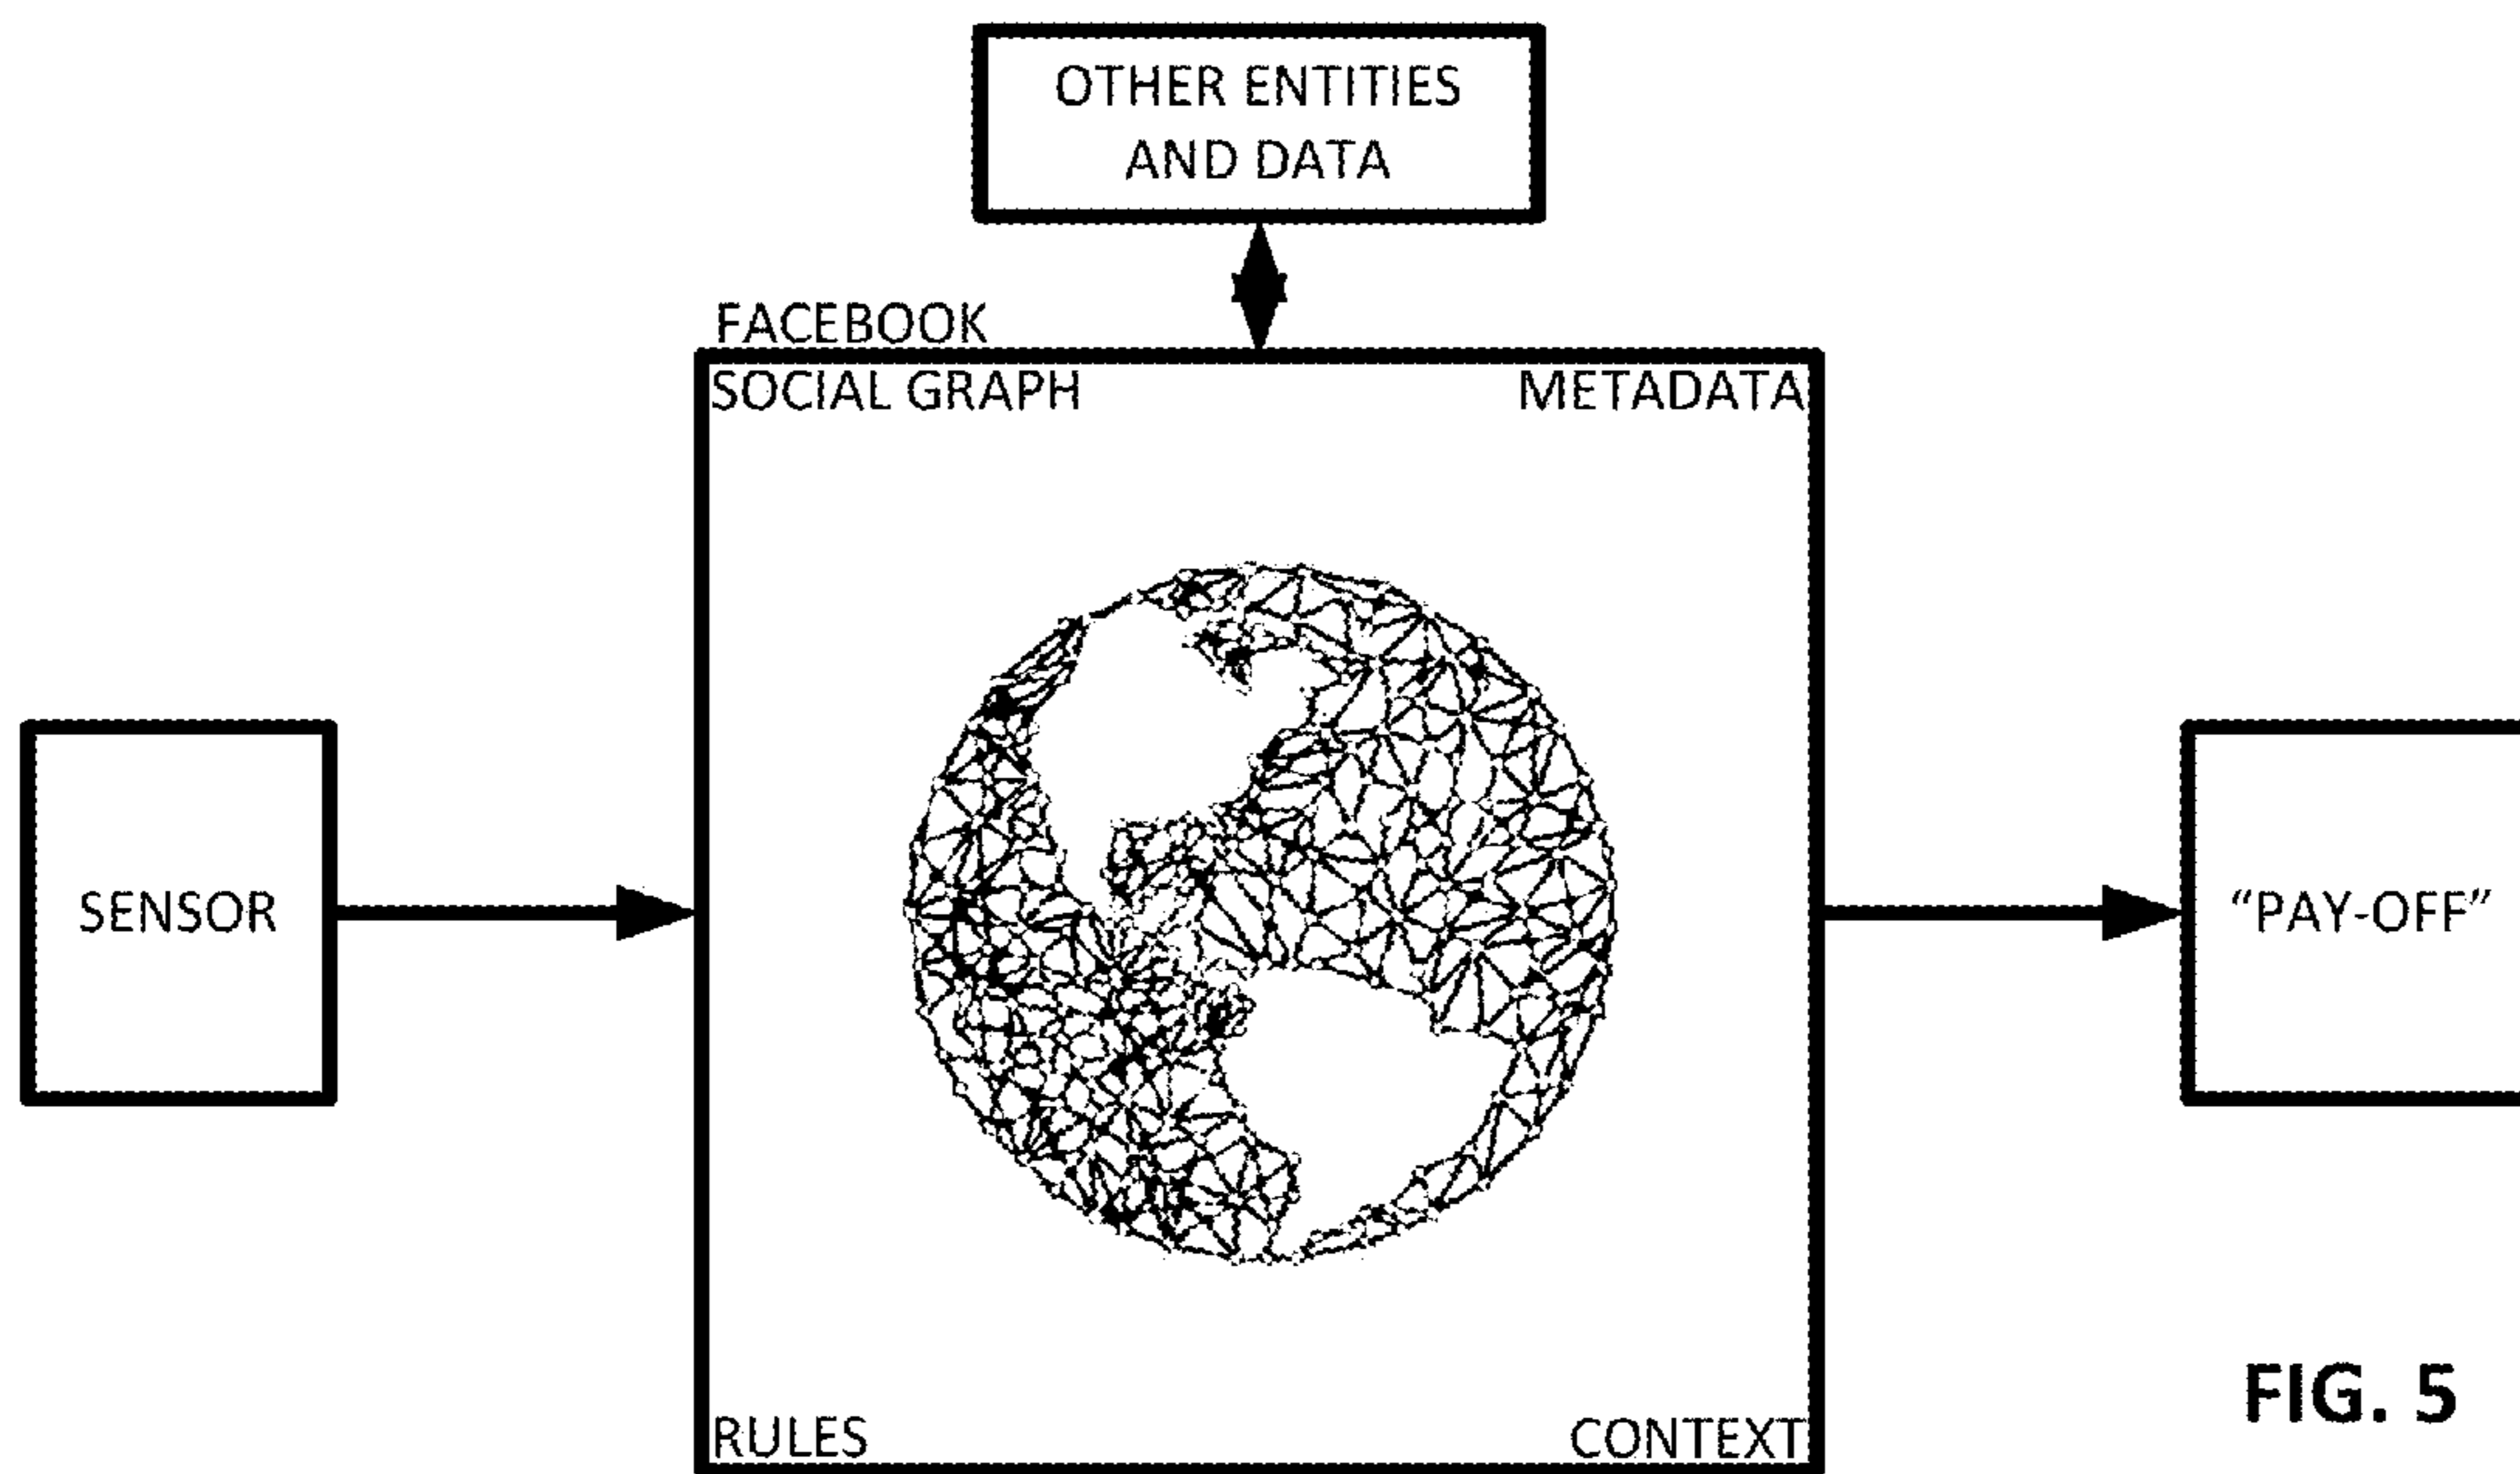 OTHER ENTITIES
AND DATA
FACEBOOK
SOCIAL GRAPH
METADATA
SENSOR
“PAY-OFF”
RULES
CONTEXT
FIG. 5